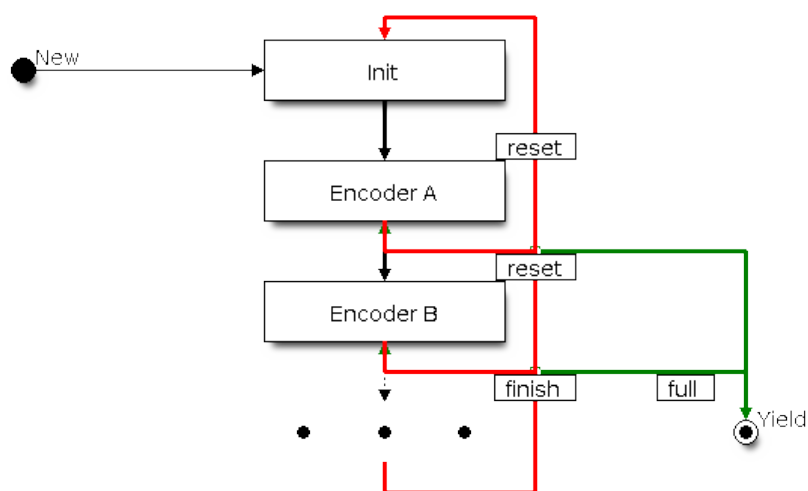 New
Init
reset
Encoder A
reset
Encoder B
finish
full
Yield